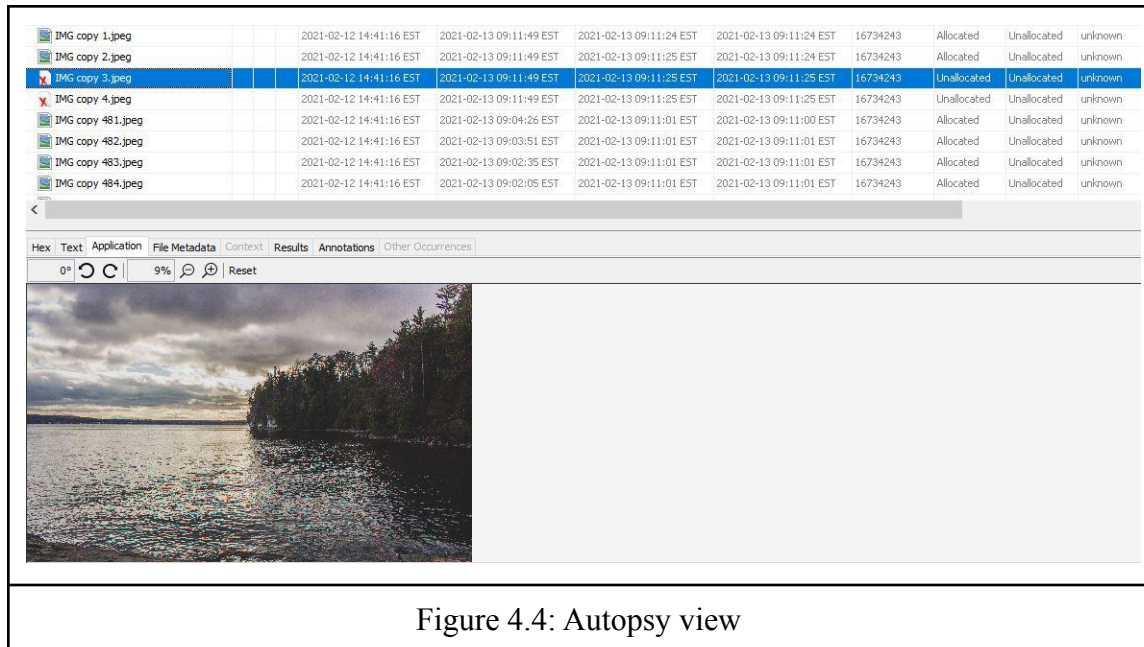 IMG copy 1.jpeg 2021-02-12 14:41:16 EST 2021-02-13 09:11:49 EST 2021-02-13 09:11:24 EST 2021-02-13 09:11:24 EST 16734243 Allocated Unallocated unknown
IMG copy 2.jpeg 2021-02-12 14:41:16 EST 2021-02-13 09:11:49 EST 2021-02-13 09:11:25 EST 2021-02-13 09:11:24 EST 16734243 Allocated Unallocated unknown
IMG copy 3.jpeg 2021-02-12 14:41:16 EST 2021-02-13 09:11:49 EST 2021-02-13 09:11:25 EST 2021-02-13 09:11:25 EST 16734243 Unallocated Unallocated unknown
IMG copy 4.jpeg 2021-02-12 14:41:16 EST 2021-02-13 09:11:49 EST 2021-02-13 09:11:25 EST 2021-02-13 09:11:25 EST 16734243 Unallocated Unallocated unknown
IMG copy 481.jpeg 2021-02-12 14:41:16 EST 2021-02-13 09:04:26 EST 2021-02-13 09:11:01 EST 2021-02-13 09:11:00 EST 16734243 Allocated Unallocated unknown
IMG copy 482.jpeg 2021-02-12 14:41:16 EST 2021-02-13 09:03:51 EST 2021-02-13 09:11:01 EST 2021-02-13 09:11:01 EST 16734243 Allocated Unallocated unknown
IMG copy 483.jpeg 2021-02-12 14:41:16 EST 2021-02-13 09:02:35 EST 2021-02-13 09:11:01 EST 2021-02-13 09:11:01 EST 16734243 Allocated Unallocated unknown
IMG copy 484.jpeg 2021-02-12 14:41:16 EST 2021-02-13 09:02:05 EST 2021-02-13 09:11:01 EST 2021-02-13 09:11:01 EST 16734243 Allocated Unallocated unknown
Hex Text Application File Metadata Context Results Annotations Other Occurrences
0° 9% Reset
Figure 4.4: Autopsy view